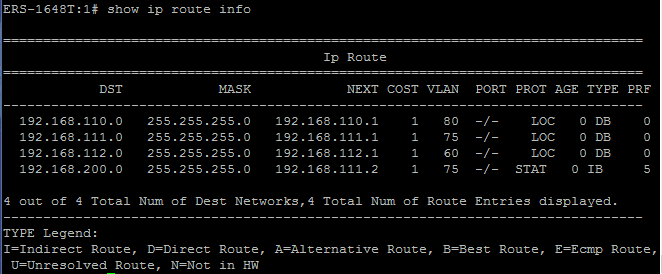 ERS-1648T:1# show ip route info
================================================================================
Ip Route
================================================================================
DST MASK NEXT COST VLAN PORT PROT AGE TYPE PRF
--------------------------------------------------------------------------------
192.168.110.0 255.255.255.0 192.168.110.1 1 80 -/- LOC 0 DB 0
192.168.111.0 255.255.255.0 192.168.111.1 1 75 -/- LOC 0 DB 0
192.168.112.0 255.255.255.0 192.168.112.1 1 60 -/- LOC 0 DB 0
192.168.200.0 255.255.255.0 192.168.111.2 1 75 -/- STAT 0 IB 5
4 out of 4 Total Num of Dest Networks,4 Total Num of Route Entries displayed.
--------------------------------------------------------------------------------
TYPE Legend:
I=Indirect Route, D=Direct Route, A=Alternative Route, B=Best Route, E=Ecmp Route,
U=Unresolved Route, N=Not in HW